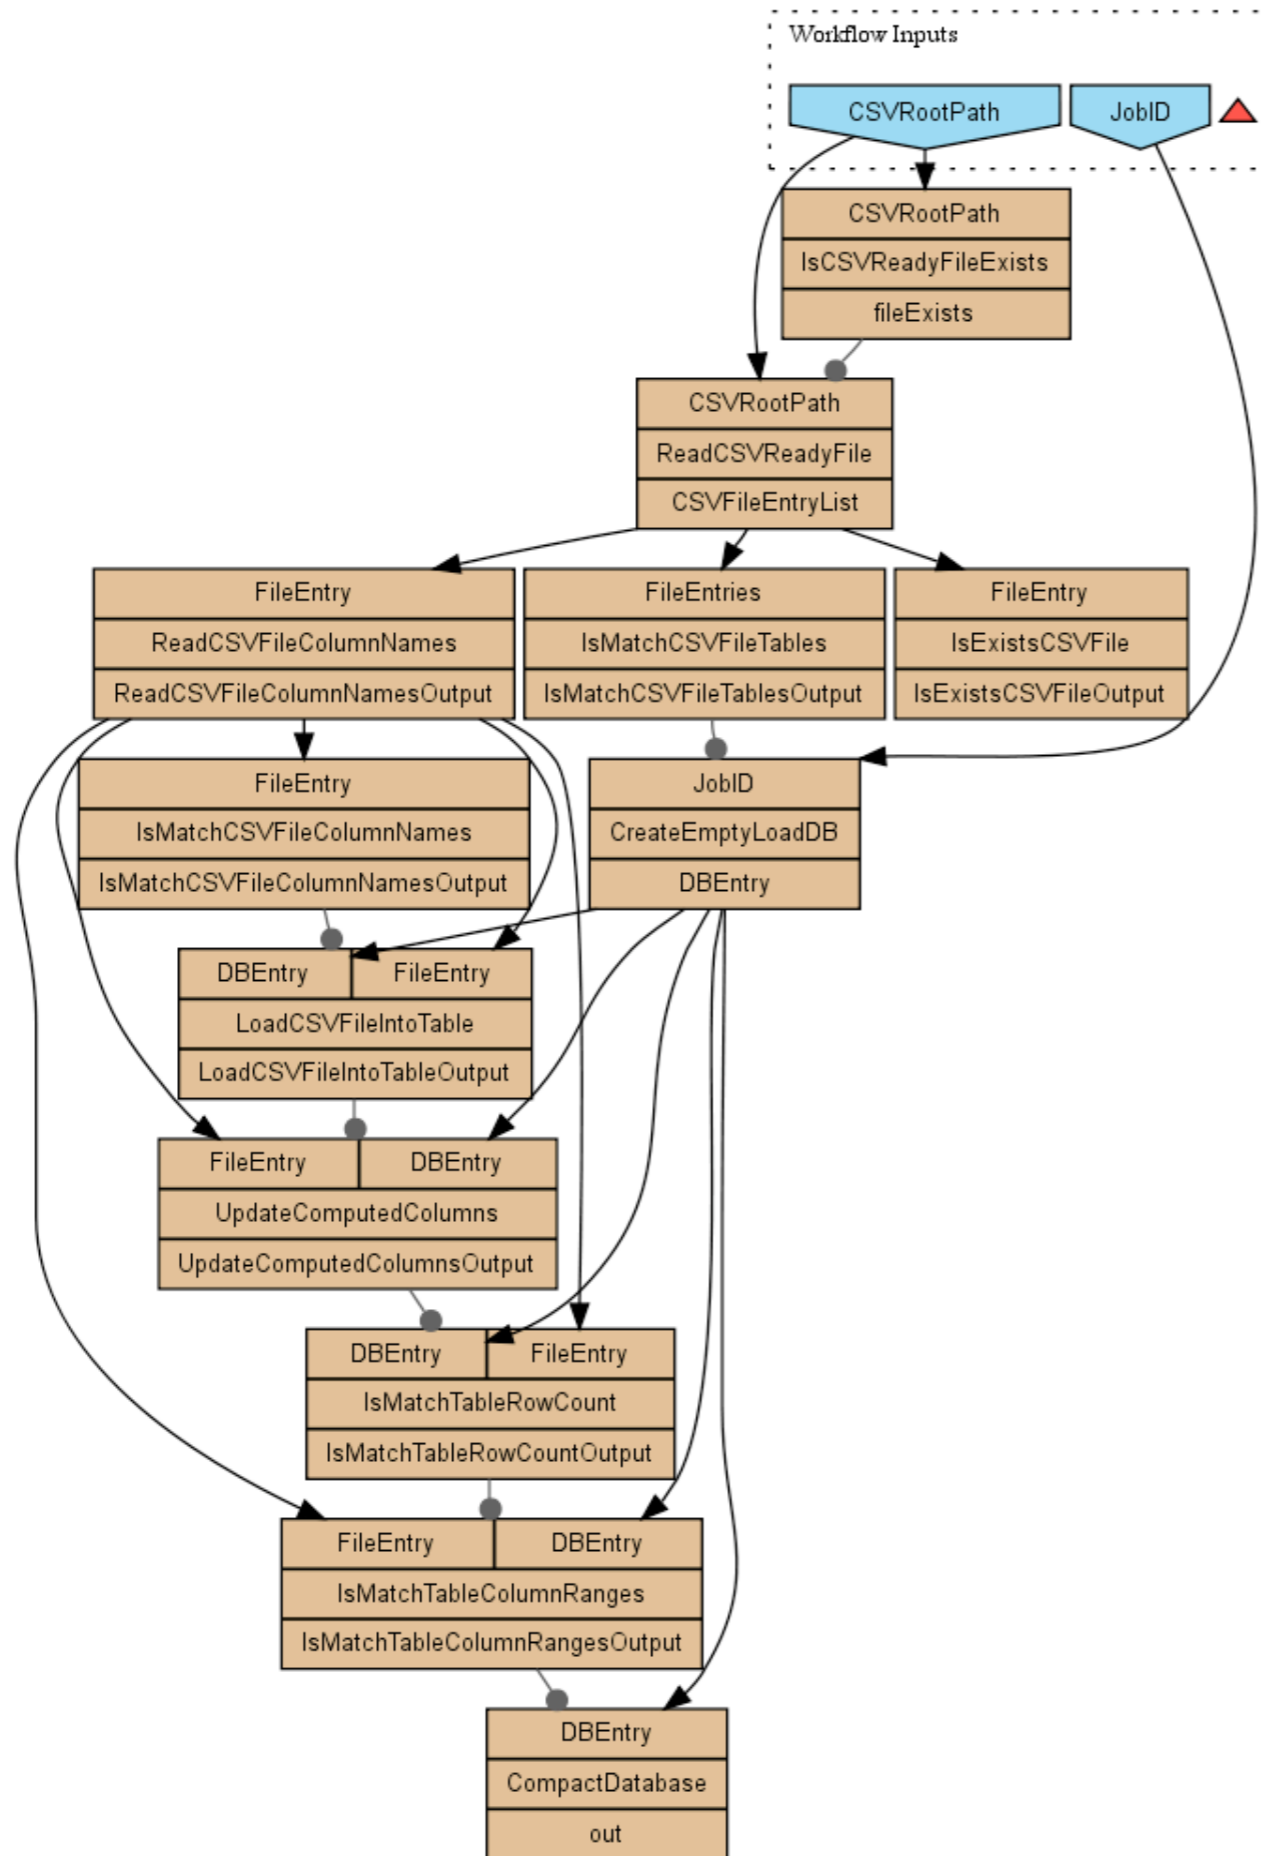 Workflow Inputs
CSVRootPath
JobID
CSVRootPath
IsCSVReadyFileExists
fileExists
CSVRootPath
ReadCSVReadyFile
CSVFileEntryList
FileEntry
ReadCSVFileColumnNames
ReadCSVFileColumnNamesOutput
FileEntries
IsMatchCSVFileTables
IsMatchCSVFileTablesOutput
FileEntry
IsExistsCSVFile
IsExistsCSVFileOutput
FileEntry
IsMatchCSVFileColumnNames
IsMatchCSVFileColumnNamesOutput
JobID
CreateEmptyLoadDB
DBEntry
DBEntry FileEntry
LoadCSVFileIntoTable
LoadCSVFileIntoTableOutput
FileEntry DBEntry
UpdateComputedColumns
UpdateComputedColumnsOutput
DBEntry FileEntry
IsMatchTableRowCount
IsMatchTableRowCountOutput
FileEntry DBEntry
IsMatchTableColumnRanges
IsMatchTableColumnRangesOutput
DBEntry
CompactDatabase
out